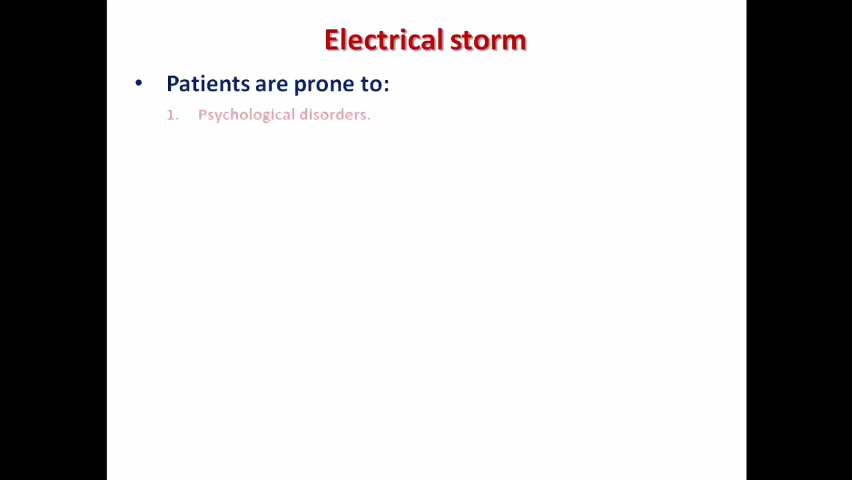 Electrical storm
• Patients are prone to:
1. Psychological disorders.